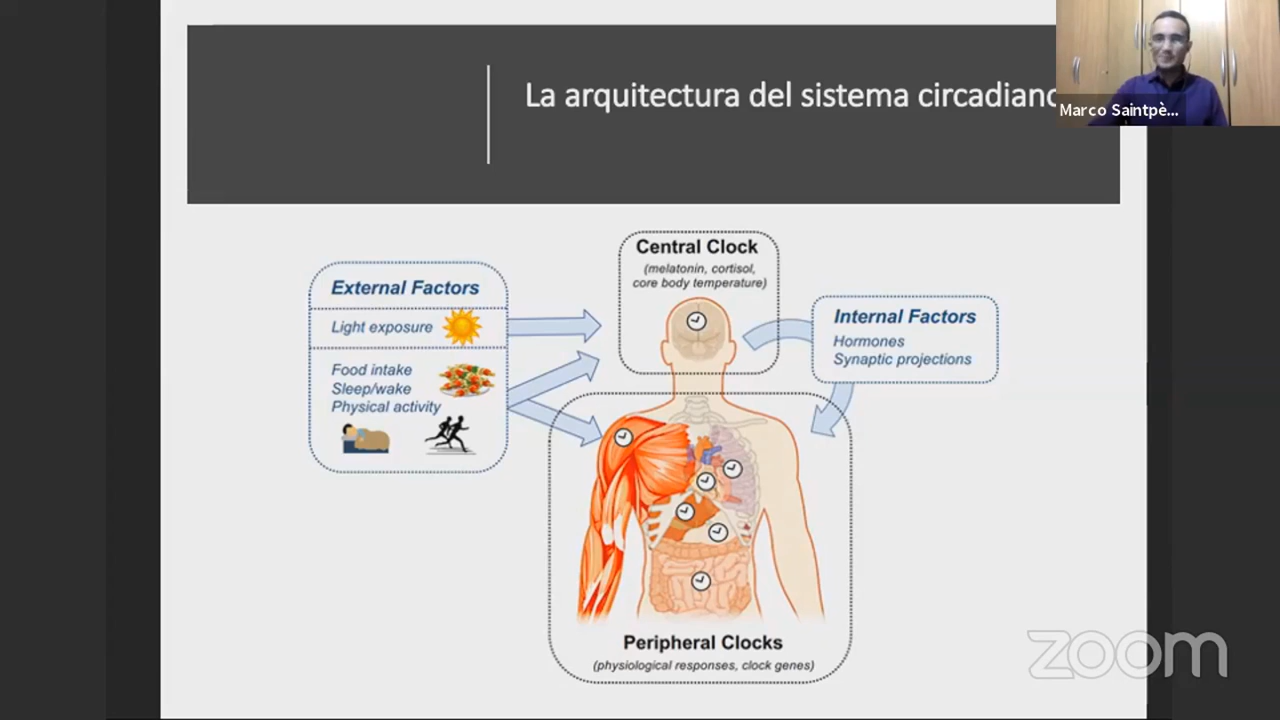 La arquitectura del sistema circadiano
Marco Saintpè...
Central Clock
(melatonin, cortisol,
core body temperature)
External Factors
Light exposure
Food intake
Sleep/wake
Physical activity
Internal Factors
Hormones
Synaptic projections
Peripheral Clocks
(physiological responses, clock genes)
zoom